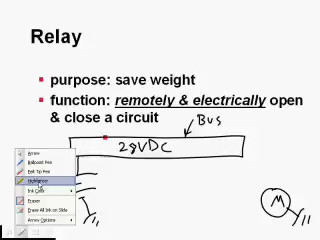 Relay
purpose: save weight
function: remotely & electrically open
& close a circuit
Bus
28VDC
Arrow
Ballpoint Pen
Felt Tip Pen
Highlighter
Ink Color
Eraser
Erase All Ink on Slide
Arrow Options
M